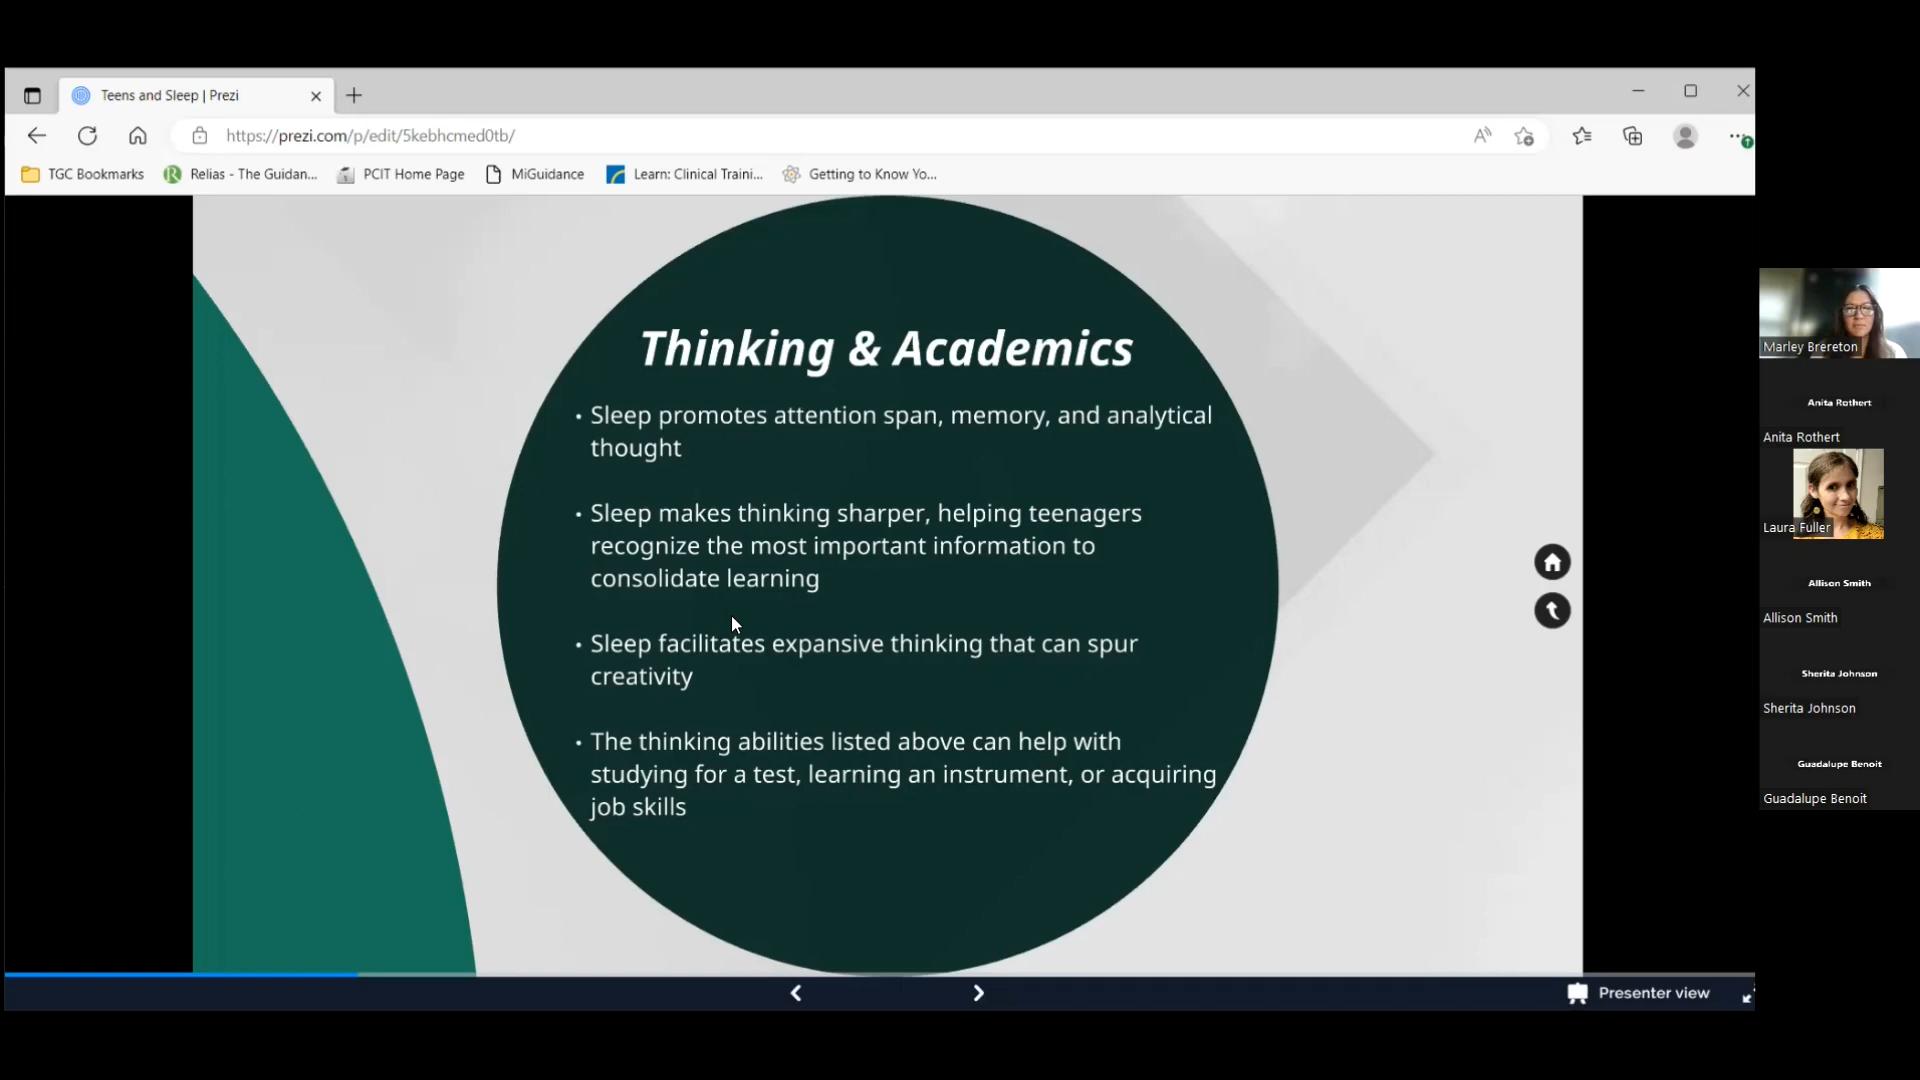 Teens and Sleep | Prezi
https://prezi.com/p/edit/5kebhcmed0tb/
TGC Bookmarks
Relias - The Guidan...
PCIT Home Page
MiGuidance
Learn: Clinical Traini...
Getting to Know Yo...
Thinking & Academics
• Sleep promotes attention span, memory, and analytical
thought
• Sleep makes thinking sharper, helping teenagers
recognize the most important information to
consolidate learning
• Sleep facilitates expansive thinking that can spur
creativity
• The thinking abilities listed above can help with
studying for a test, learning an instrument, or acquiring
job skills
Presenter view
Marley Brereton
Anita Rothert
Anita Rothert
Laura Fuller
Allison Smith
Allison Smith
Sherita Johnson
Sherita Johnson
Guadalupe Benoit
Guadalupe Benoit